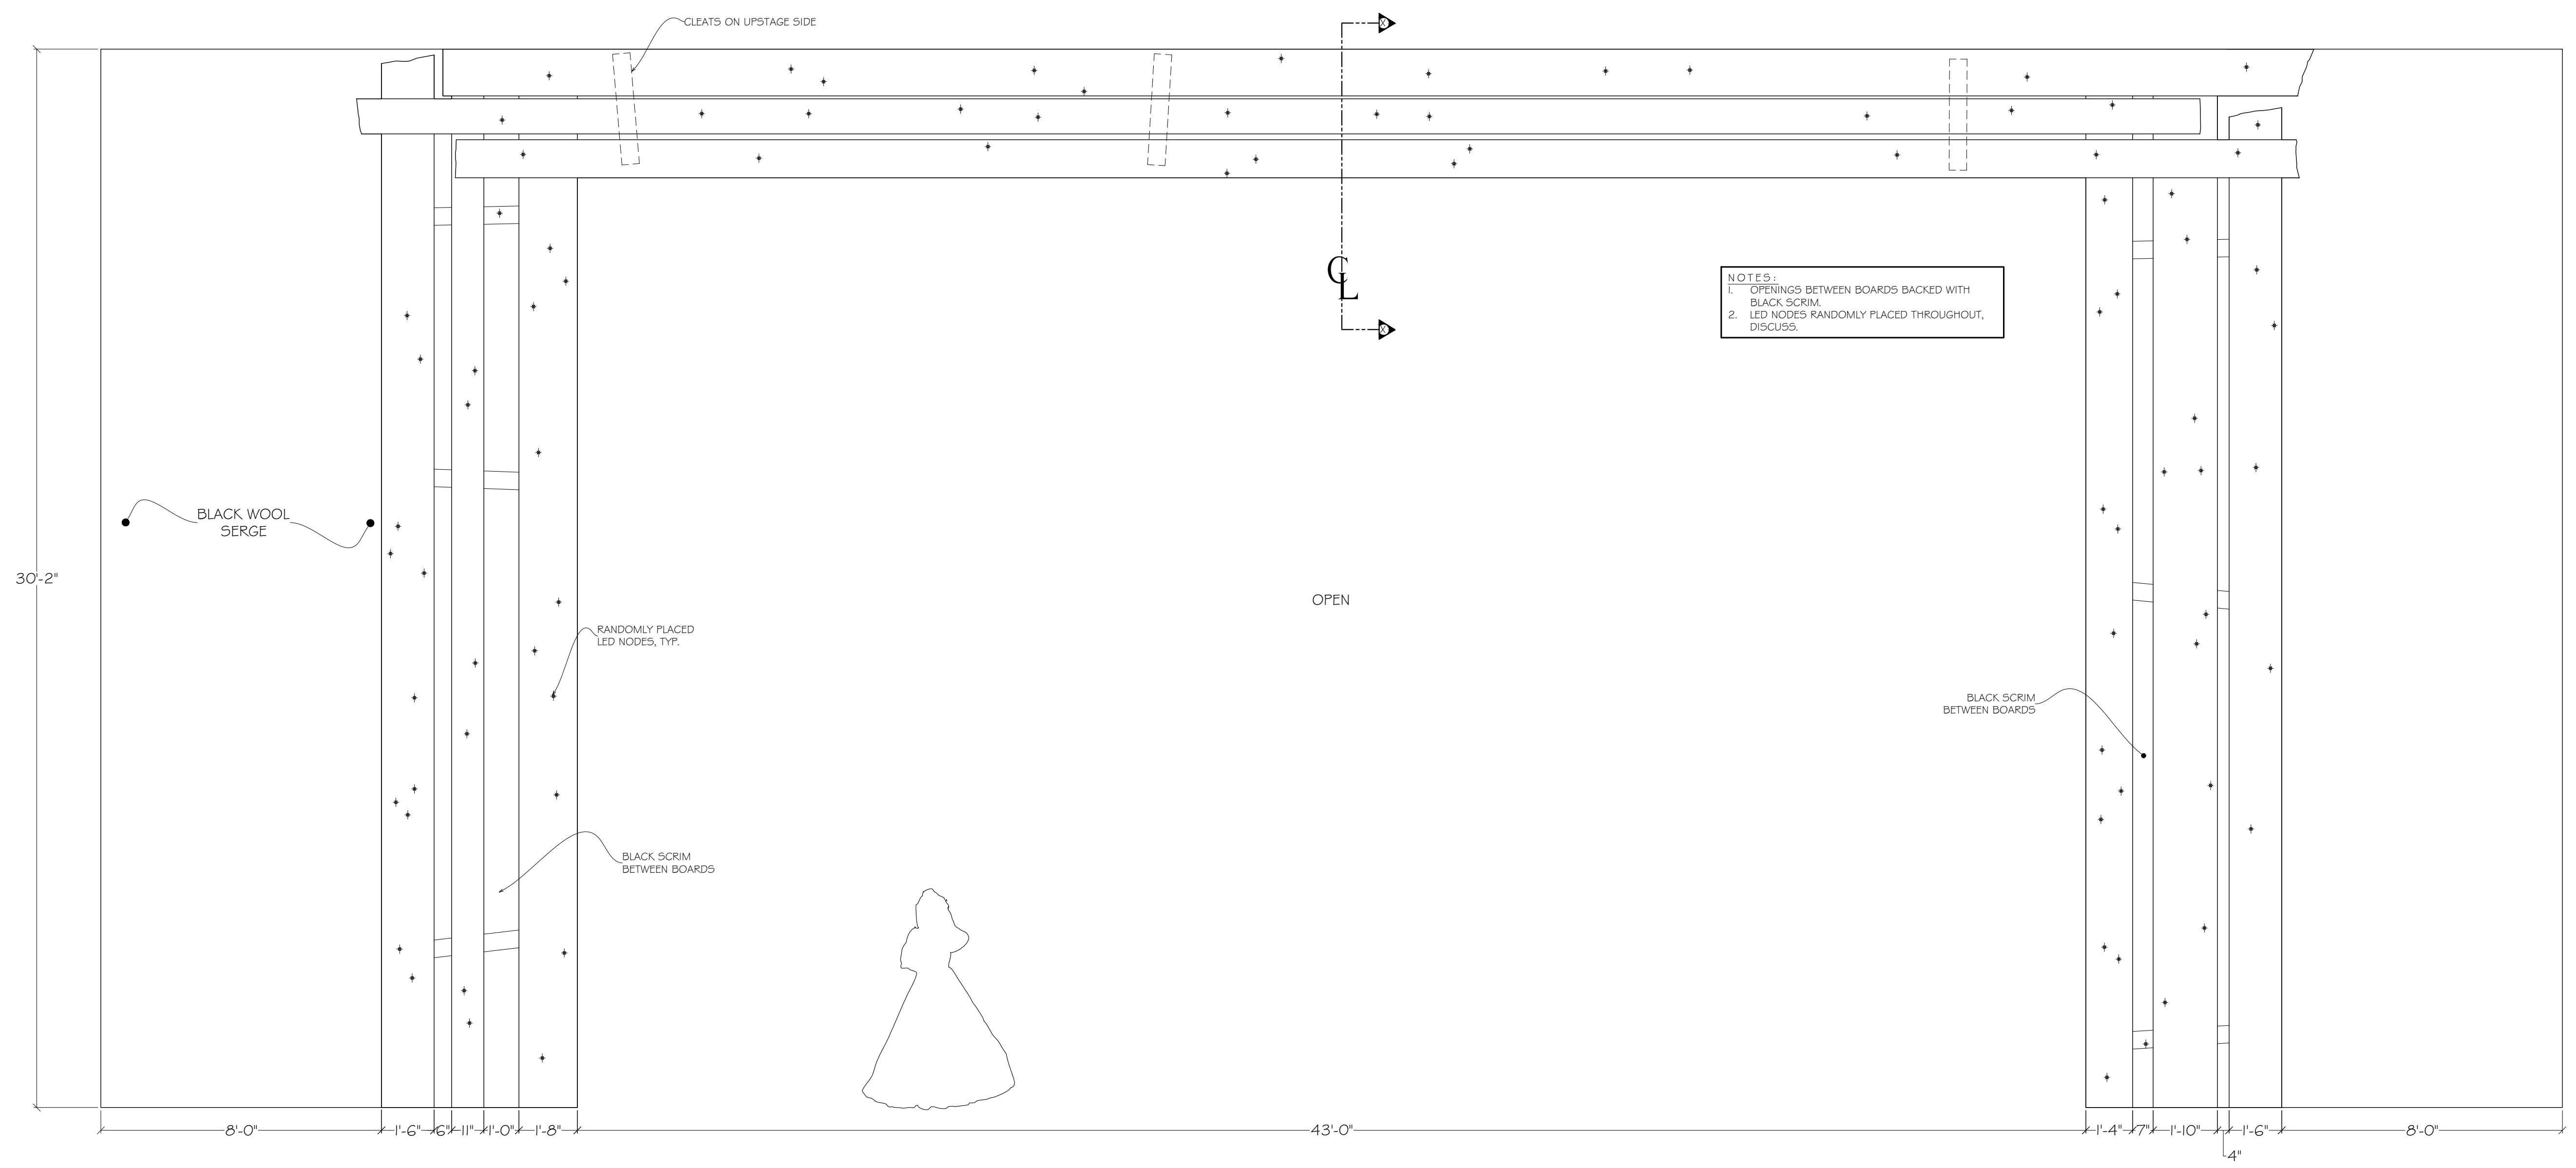 CLEATS ON UPSTAGE SIDE
X
CL
X
NOTES:
1. OPENINGS BETWEEN BOARDS BACKED WITH
BLACK SCRIM.
2. LED NODES RANDOMLY PLACED THROUGHOUT,
DISCUSS.
BLACK WOOL
SERGE
30'-2"
OPEN
RANDOMLY PLACED
LED NODES, TYP.
BLACK SCRIM
BETWEEN BOARDS
BLACK SCRIM
BETWEEN BOARDS
8'-0" 1'-6" 6" 11" 1'-0" 1'-8" 43'-0" 1'-4" 7" 1'-10" 1'-6" 8'-0"
4"